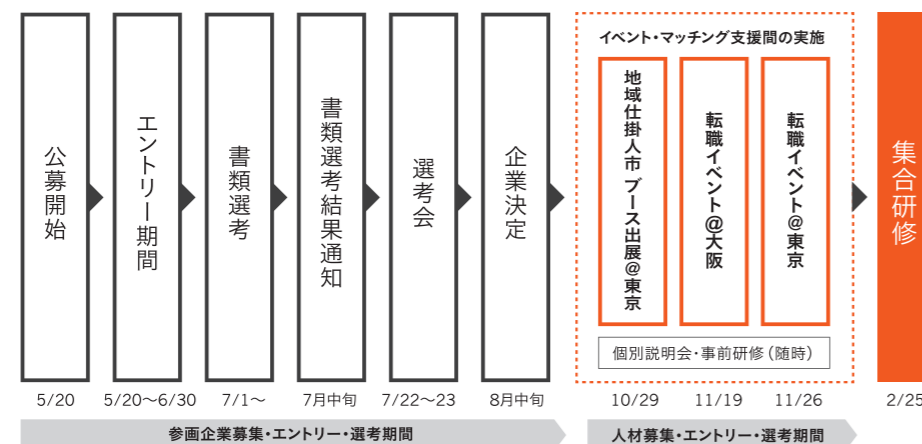 公募開始
エントリー期間
書類選考
書類選考結果通知
選考会
企業決定
イベント・マッチング支援間の実施
地域仕掛人市 ブース出展@東京
転職イベント@大阪
転職イベント@東京
個別説明会・事前研修(随時)
集合研修
5/20
5/20〜6/30
7/1〜
7月中旬
7/22〜23
8月中旬
10/29
11/19
11/26
2/25
参画企業募集・エントリー・選考期間
人材募集・エントリー・選考期間